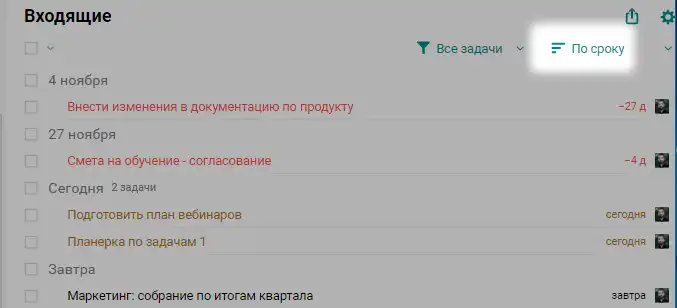 Входящие
Все задачи По сроку
4 ноября
Внести изменения в документацию по продукту −27 д
27 ноября
Смета на обучение - согласование −4 д
Сегодня 2 задачи
Подготовить план вебинаров сегодня
Планерка по задачам 1 сегодня
Завтра
Маркетинг: собрание по итогам квартала завтра